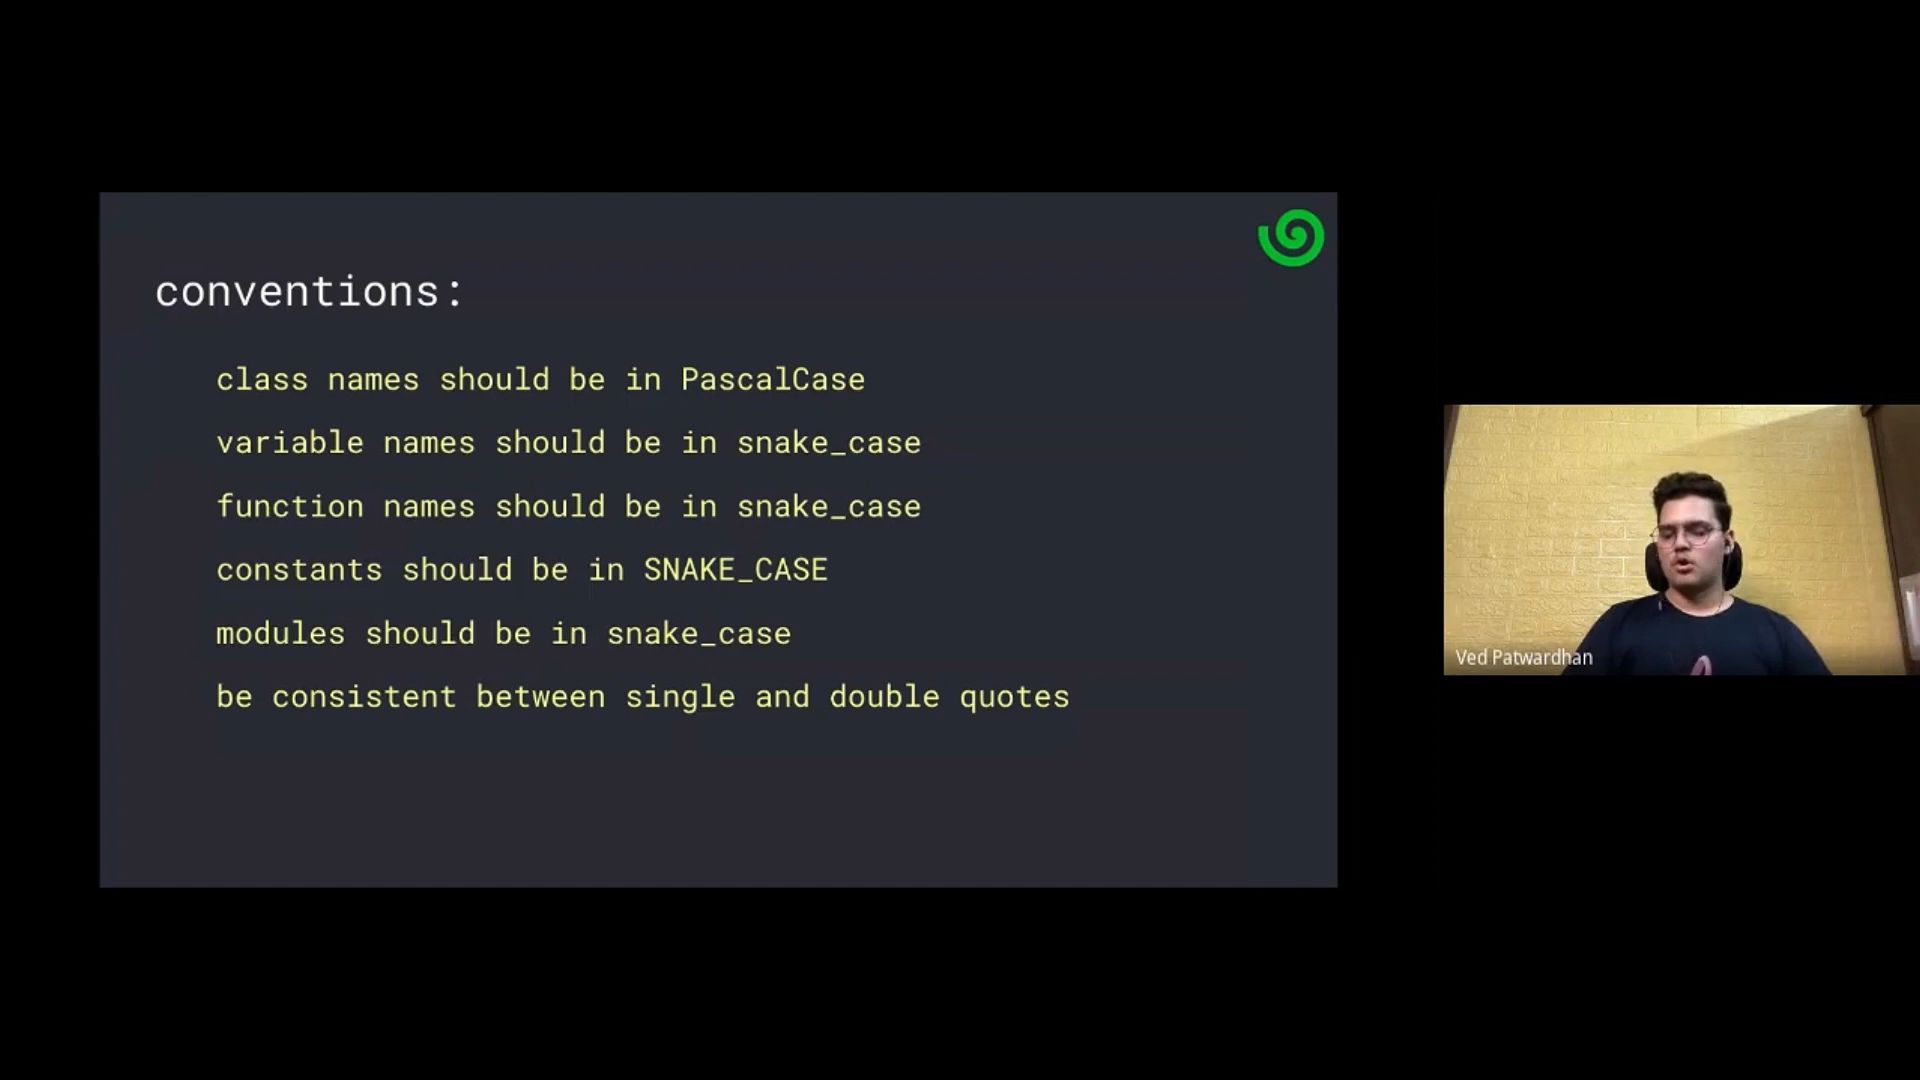 conventions:
class names should be in PascalCase
variable names should be in snake_case
function names should be in snake_case
constants should be in SNAKE_CASE
modules should be in snake_case
be consistent between single and double quotes
Ved Patwardhan